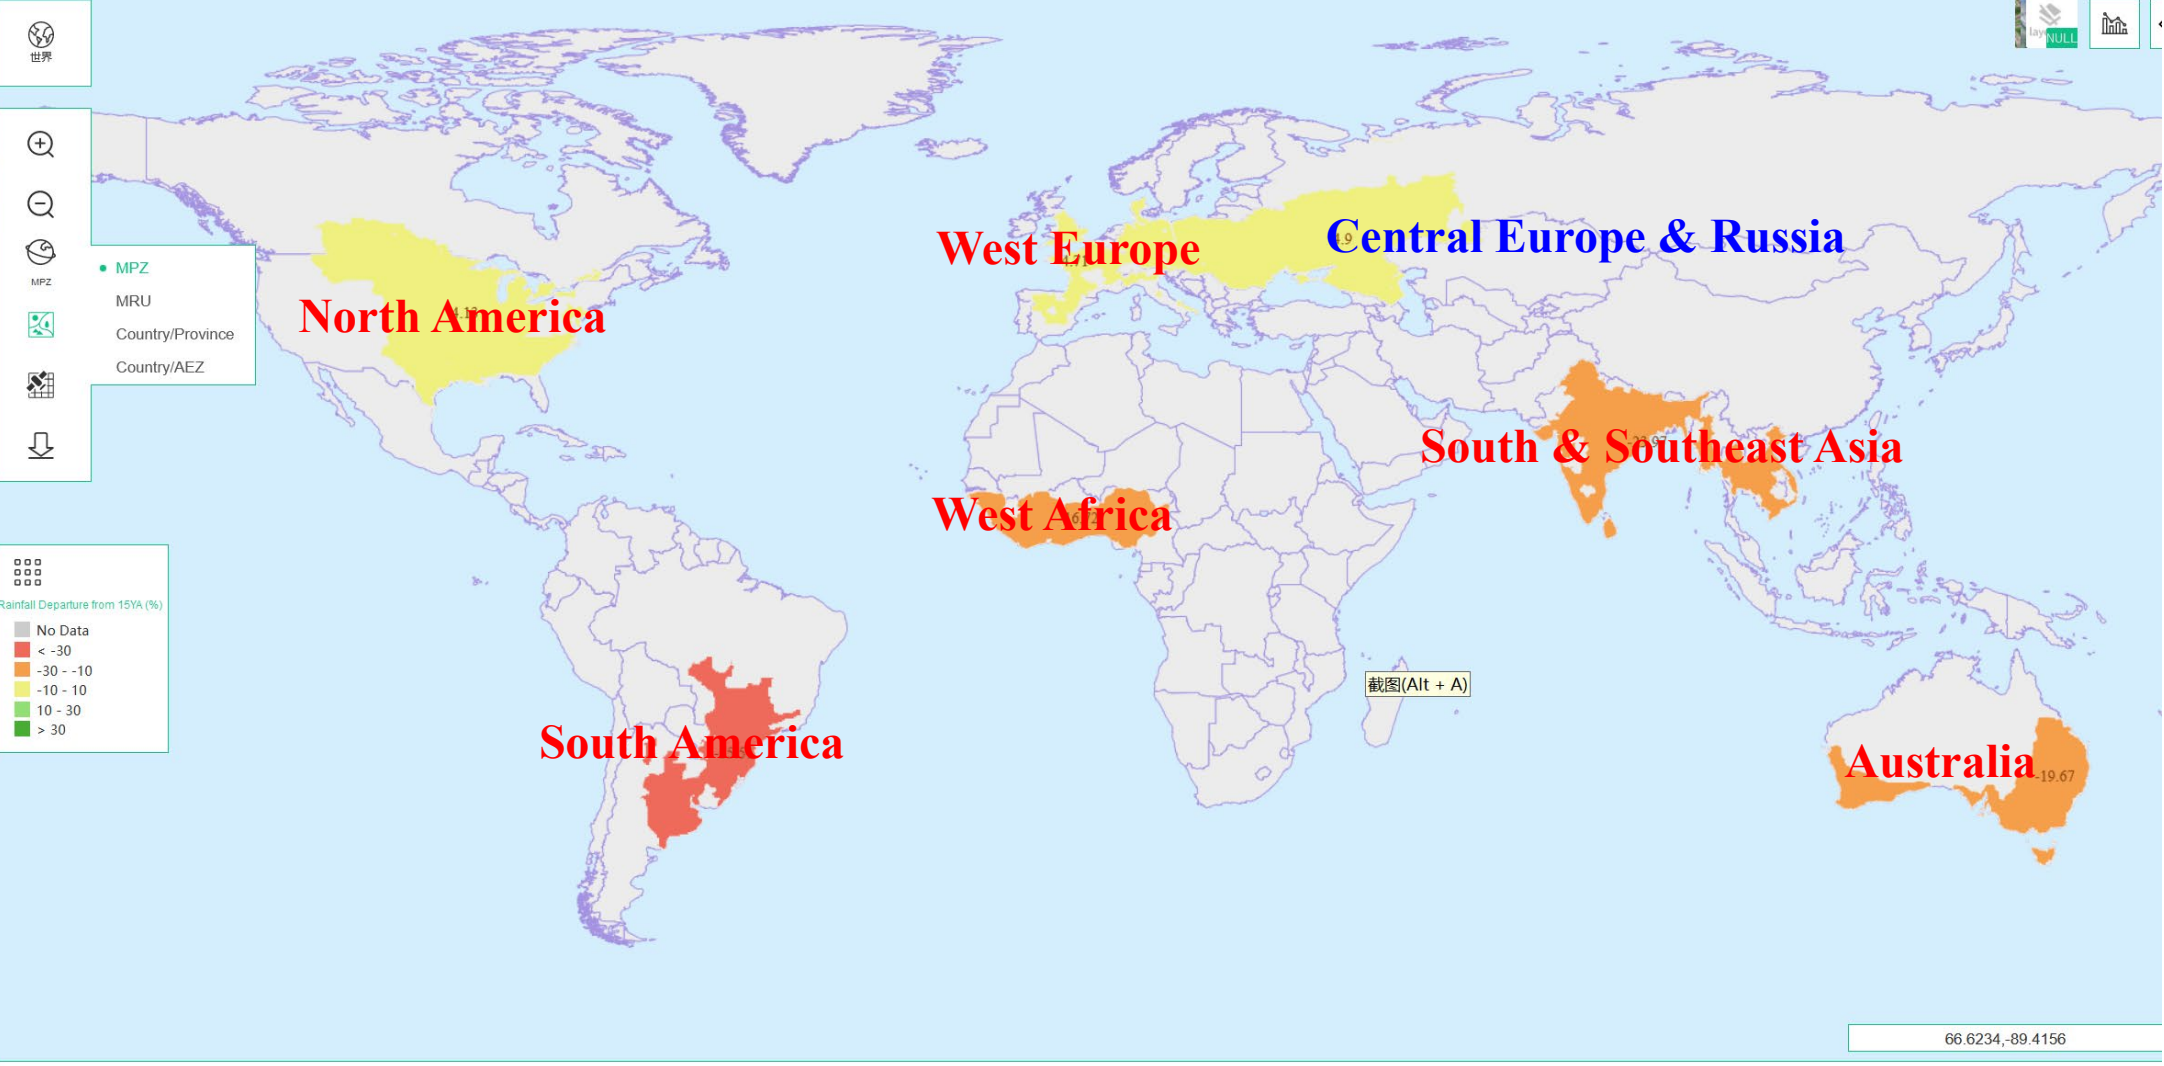 世界
lay
NULL
MPZ
MPZ
MRU
Country/Province
Country/AEZ
North America
West Europe
Central Europe & Russia
South & Southeast Asia
West Africa
South America
Australia
-19.67
截图(Alt + A)
Rainfall Departure from 15YA (%)
No Data
< -30
-30 - -10
-10 - 10
10 - 30
> 30
66.6234,-89.4156